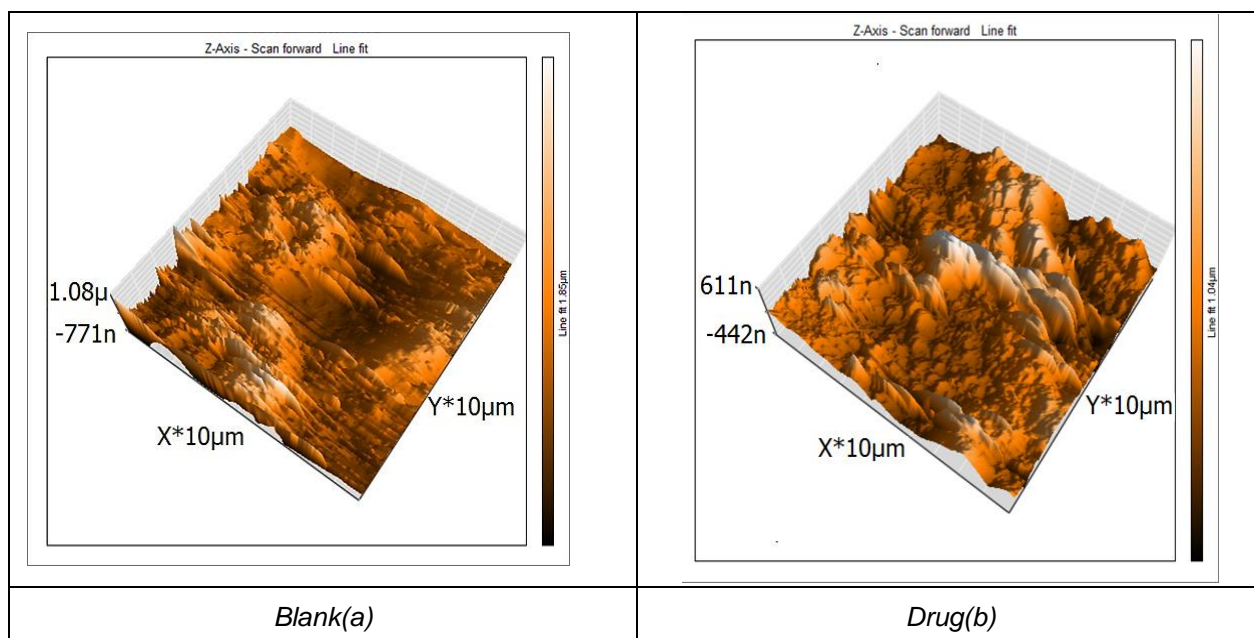 Z-Axis - Scan forward Line fit
1.08µ
-771n
X*10µm
Y*10µm
Line fit 1.85µm
Blank(a)
Z-Axis - Scan forward Line fit
611n
-442n
X*10µm
Y*10µm
Line fit 1.04µm
Drug(b)